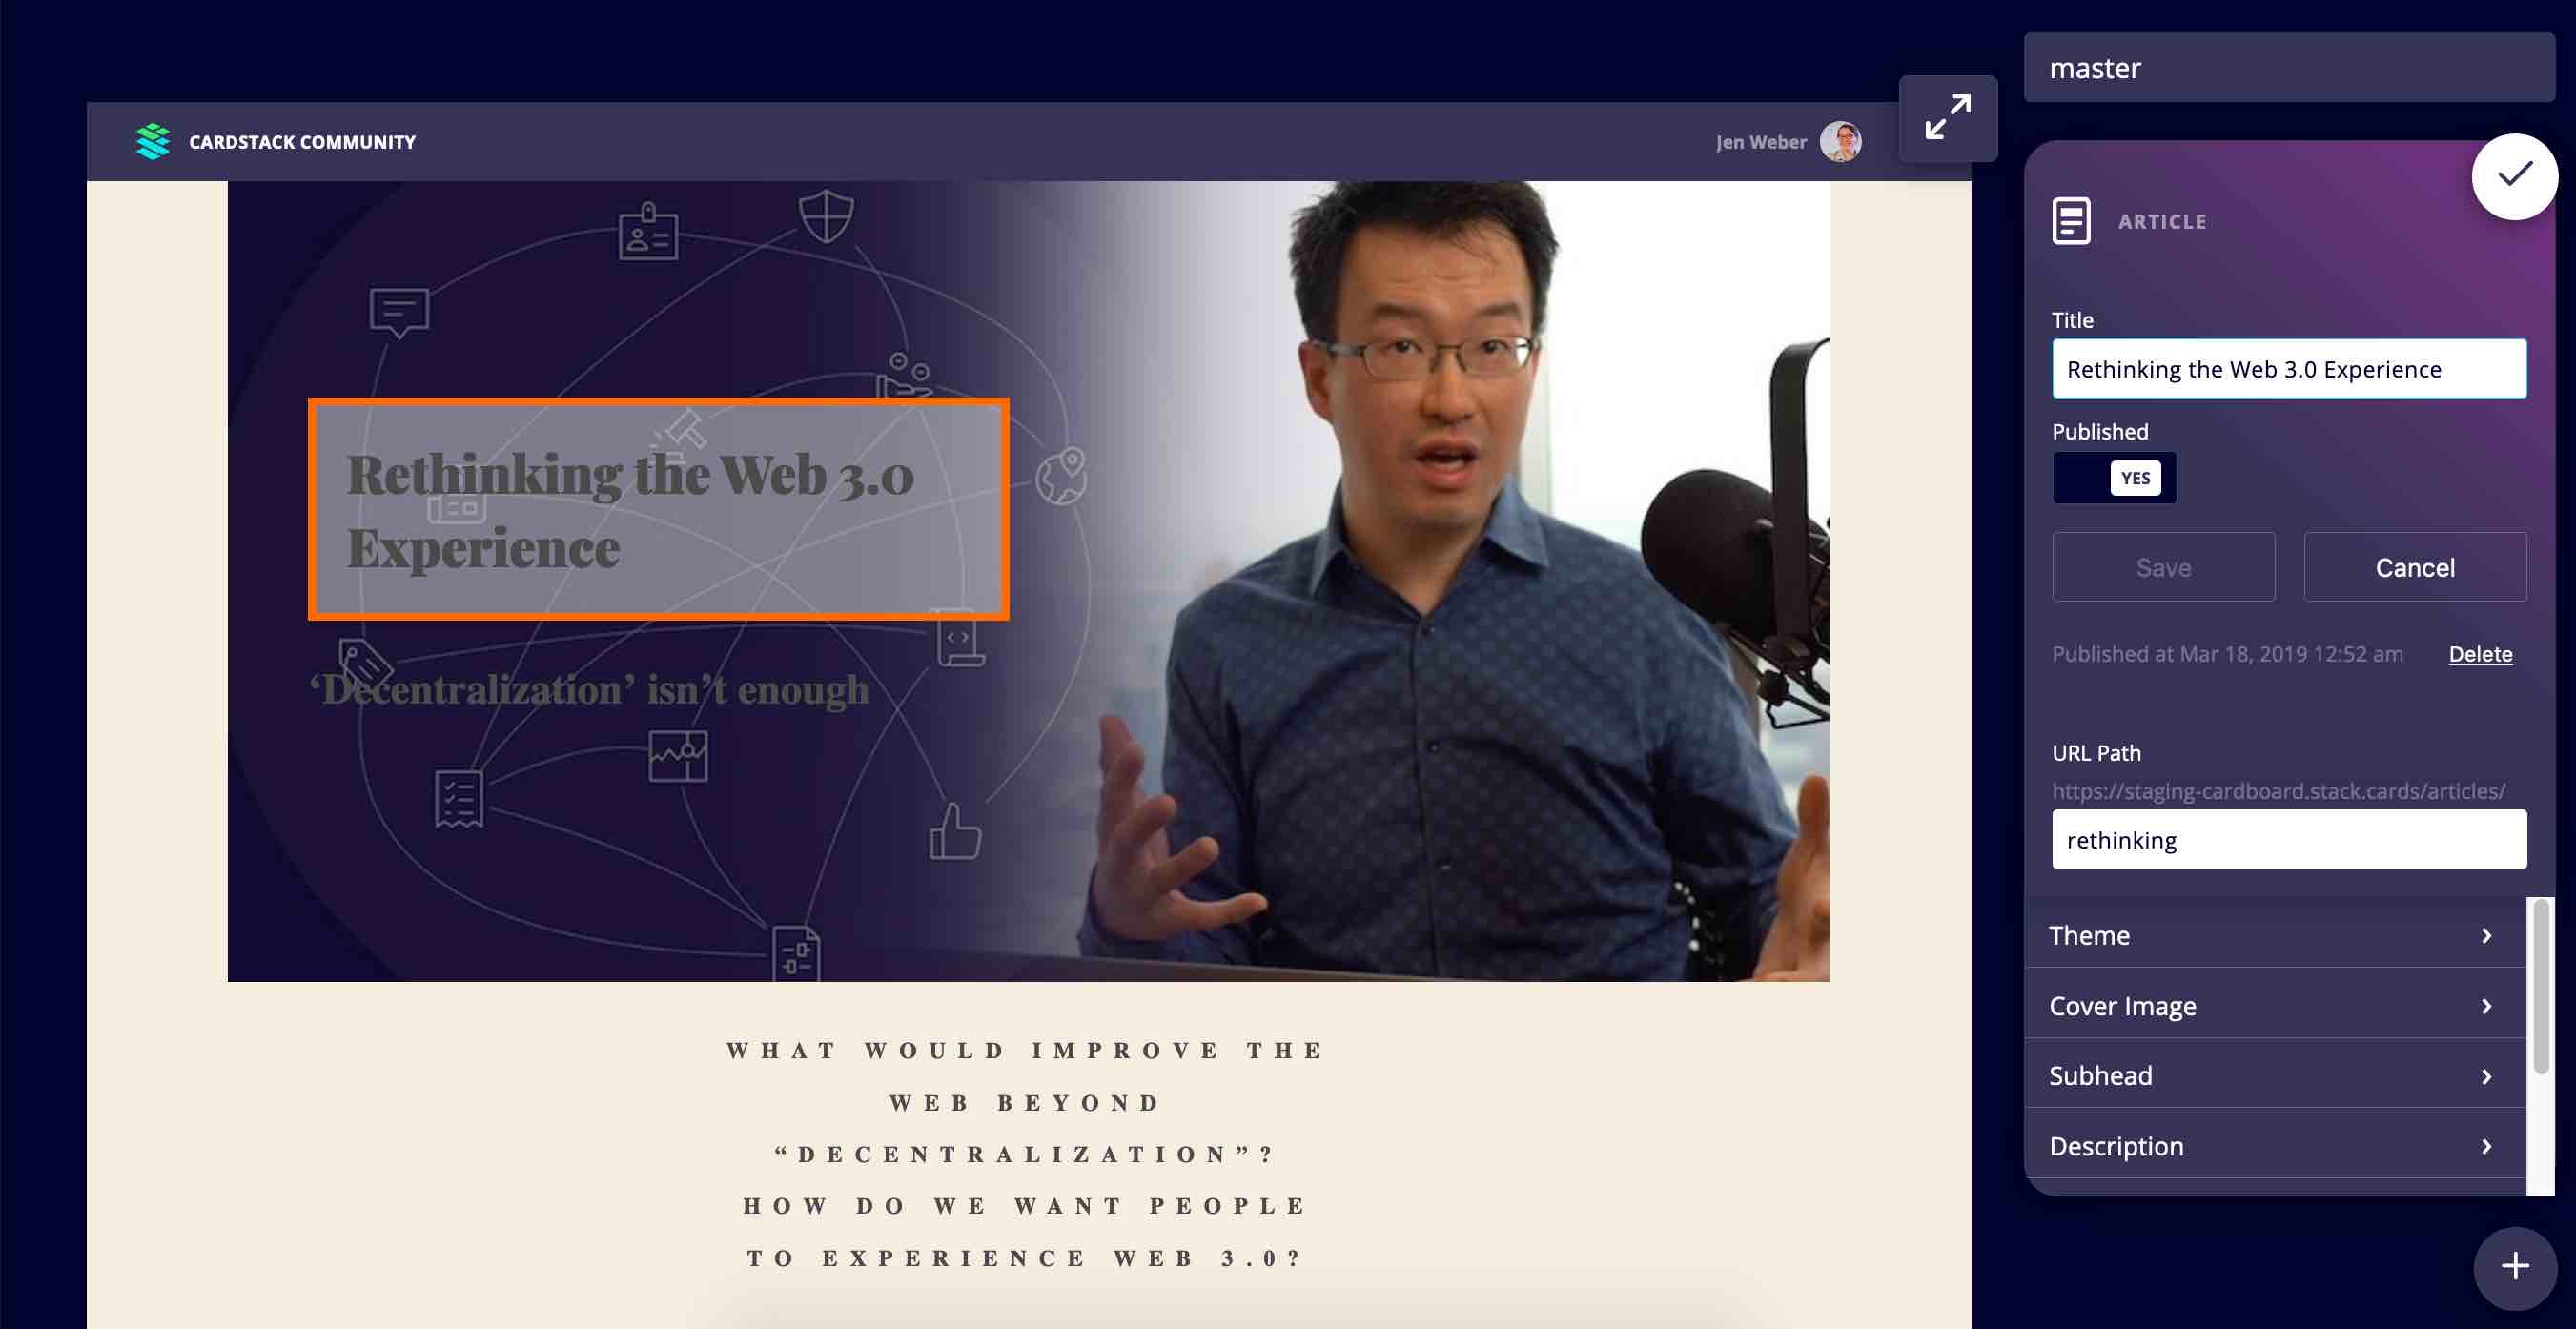 master
CARDSTACK COMMUNITY
Jen Weber
ARTICLE
Title
Rethinking the Web 3.0 Experience
Published
YES
Save
Cancel
Published at Mar 18, 2019 12:52 am
Delete
URL Path
https://staging-cardboard.stack.cards/articles/
rethinking
Theme
Cover Image
Subhead
Description
Rethinking the Web 3.0
Experience
‘Decentralization’ isn’t enough
WHAT WOULD IMPROVE THE
WEB BEYOND
“DECENTRALIZATION”?
HOW DO WE WANT PEOPLE
TO EXPERIENCE WEB 3.0?